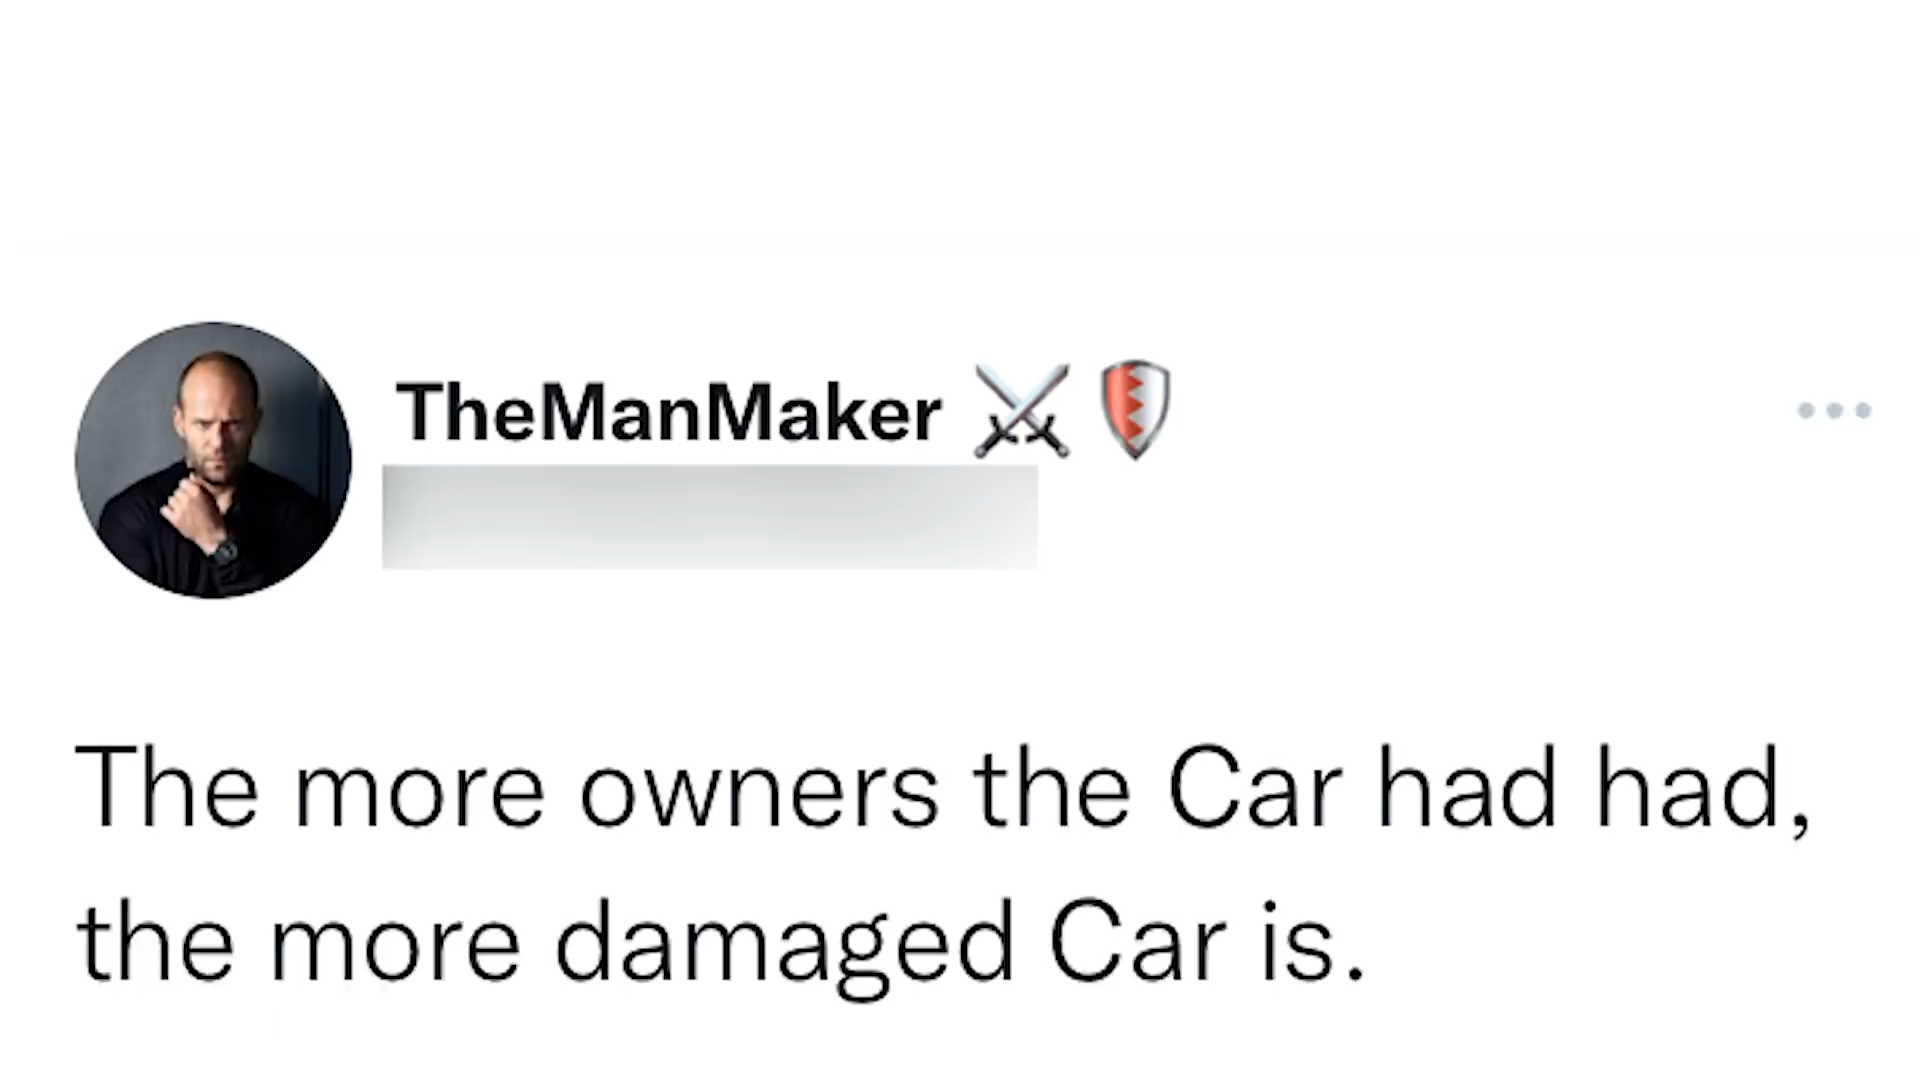 TheManMaker ⚔️🛡️
The more owners the Car had had,
the more damaged Car is.